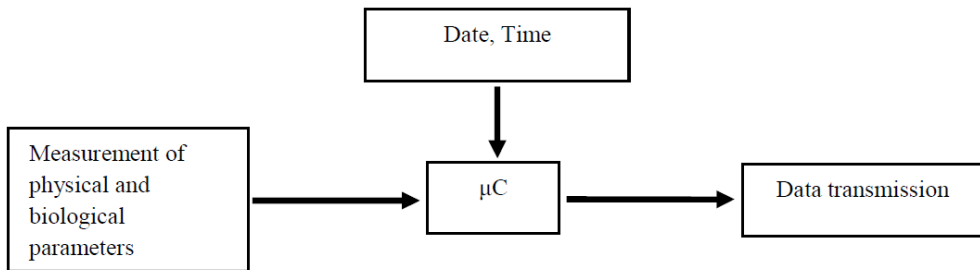 Date, Time
Measurement of
physical and
biological
parameters
μC
Data transmission